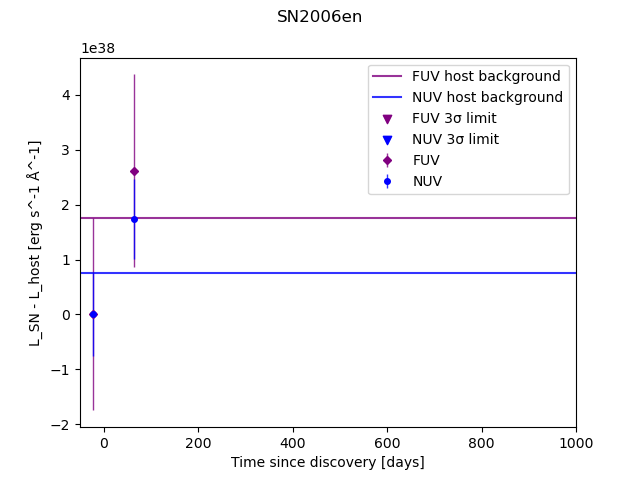 SN2006en
1e38
FUV host background
NUV host background
FUV 3σ limit
NUV 3σ limit
FUV
NUV
4
3
2
1
0
−1
−2
L_SN - L_host [erg s^-1 Å^-1]
0 200 400 600 800 1000
Time since discovery [days]